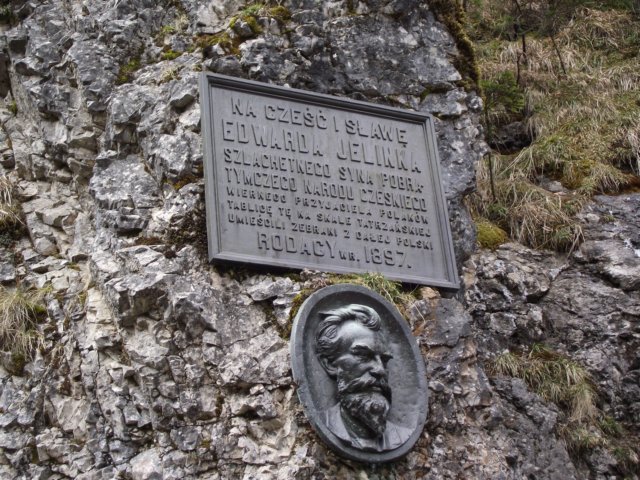 NA CZEŚĆ I SŁAWĘ
EDWARDA JELINKA
SZLACHETNEGO SYNA POBRA-
TYMCZEGO NARODU CZESKIEGO
WIERNEGO PRZYJACIELA POLAKÓW
TABLICĘ TĘ NA SKALE TATRZAŃSKIEJ
UMIEŚCILI ZEBRANI Z CAŁEJ POLSKI
RODACY W R. 1897.